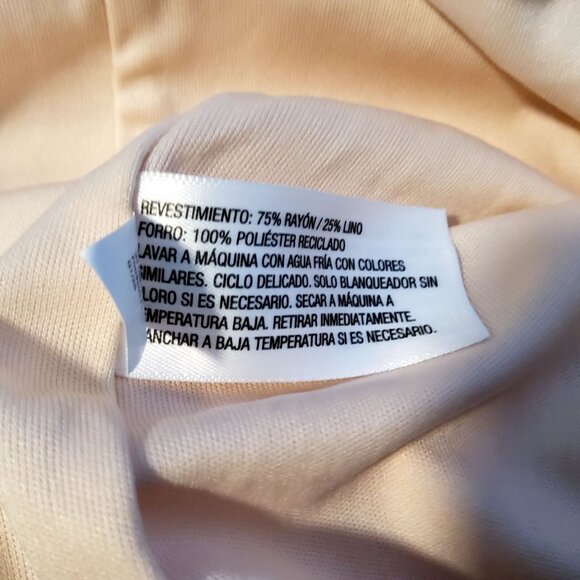 REVESTIMIENTO: 75% RAYÓN / 25% LINO
FORRO: 100% POLIÉSTER RECICLADO
LAVAR A MÁQUINA CON AGUA FRÍA CON COLORES
SIMILARES. CICLO DELICADO. SOLO BLANQUEADOR SIN
CLORO SI ES NECESARIO. SECAR A MÁQUINA A
TEMPERATURA BAJA. RETIRAR INMEDIATAMENTE.
PLANCHAR A BAJA TEMPERATURA SI ES NECESARIO.